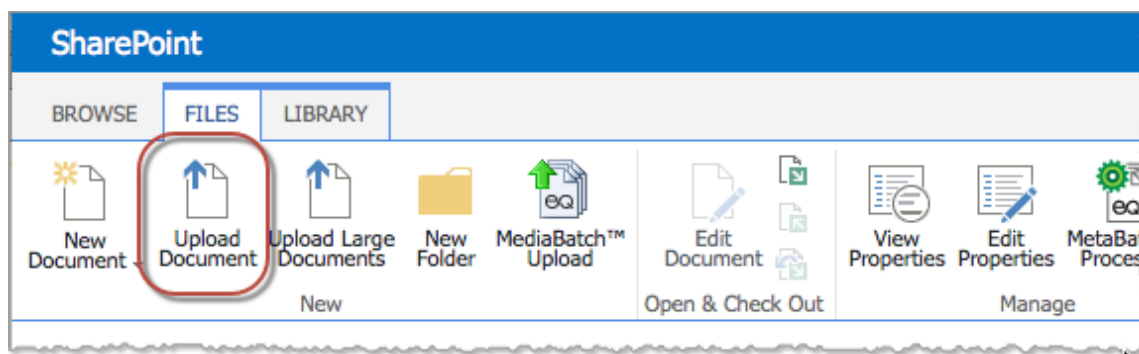 SharePoint
BROWSE FILES LIBRARY
New Document
Upload Document
Upload Large Documents
New Folder
eQ
MediaBatch™ Upload
Edit Document
View Properties
Edit Properties
eQ
New
Open & Check Out
Manage